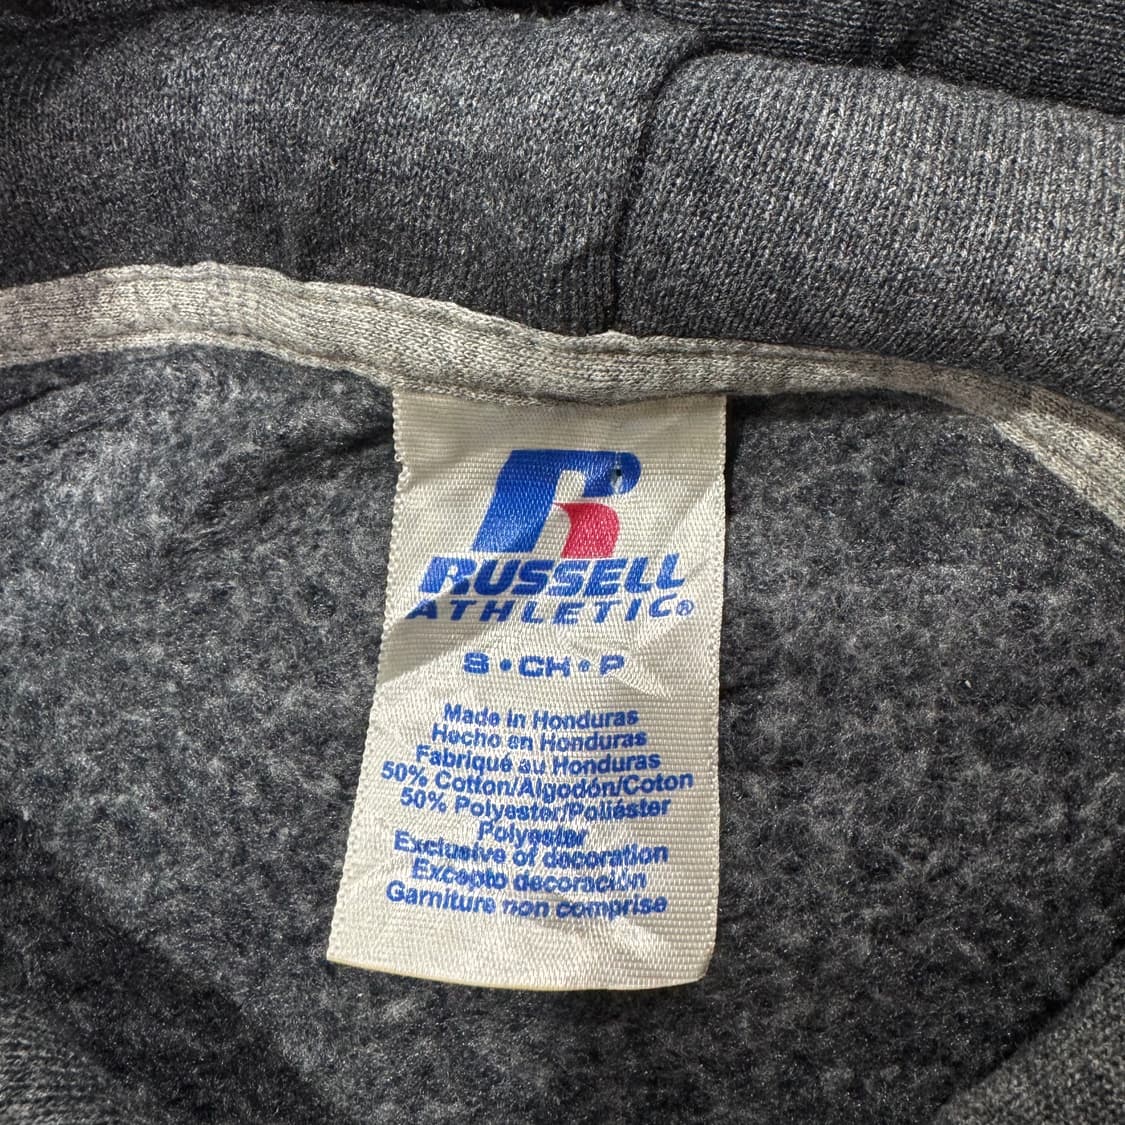 R
RUSSELL
ATHLETIC®
S • CH • P
Made in Honduras
Hecho en Honduras
Fabriqué au Honduras
50% Cotton/Algodón/Coton
50% Polyester/Poliéster
Polyester
Exclusive of decoration
Excepto decoración
Garniture non comprise